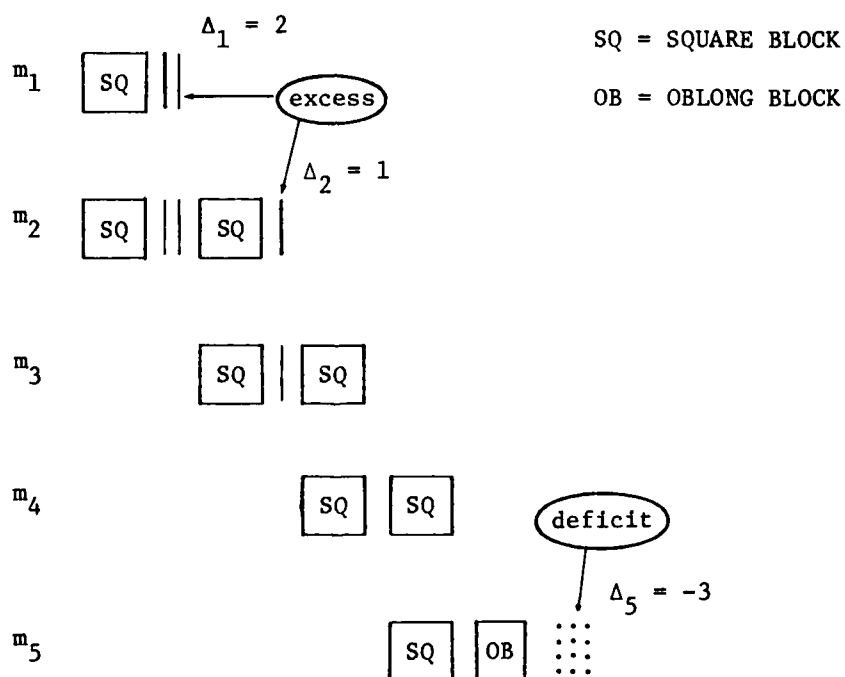 Δ₁ = 2
SQ = SQUARE BLOCK
m₁ SQ
excess
OB = OBLONG BLOCK
Δ₂ = 1
m₂ SQ SQ
m₃ SQ SQ
m₄ SQ SQ
deficit
Δ₅ = -3
m₅ SQ OB